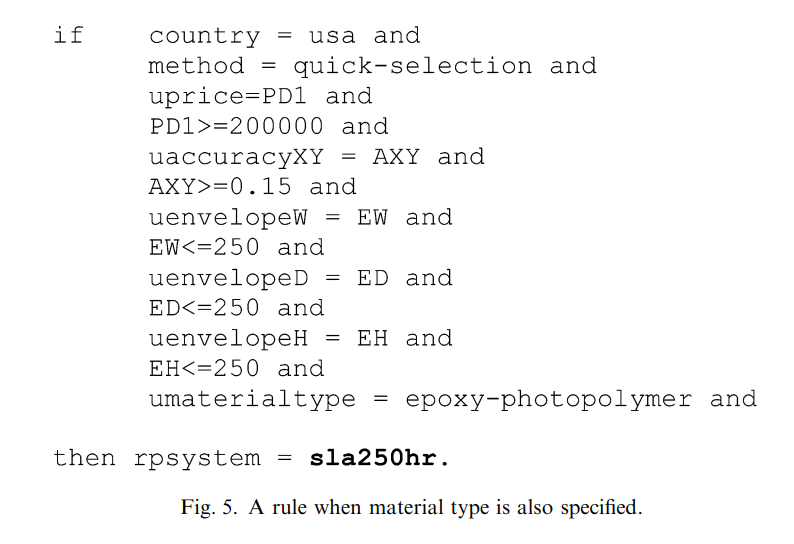 if country = usa and
method = quick-selection and
uprice=PD1 and
PD1>=200000 and
uaccuracyXY = AXY and
AXY>=0.15 and
uenvelopeW = EW and
EW<=250 and
uenvelopeD = ED and
ED<=250 and
uenvelopeH = EH and
EH<=250 and
umaterialtype = epoxy-photopolymer and
then rpsystem = sla250hr.
Fig. 5. A rule when material type is also specified.